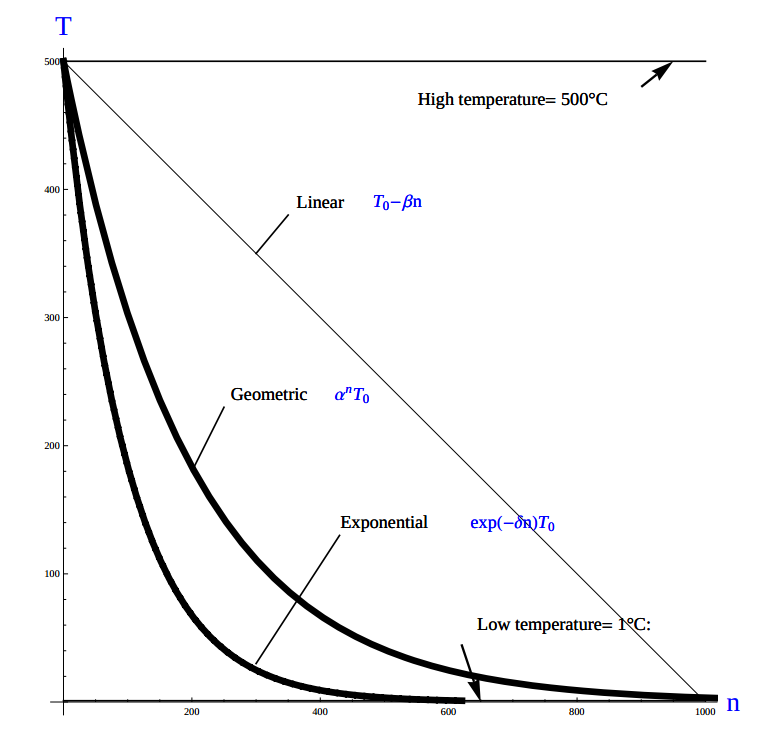 T
500
High temperature= 500°C
Linear T₀−βn
400
300
Geometric αⁿT₀
200
Exponential exp(−δn)T₀
100
Low temperature= 1°C:
n
200 400 600 800 1000